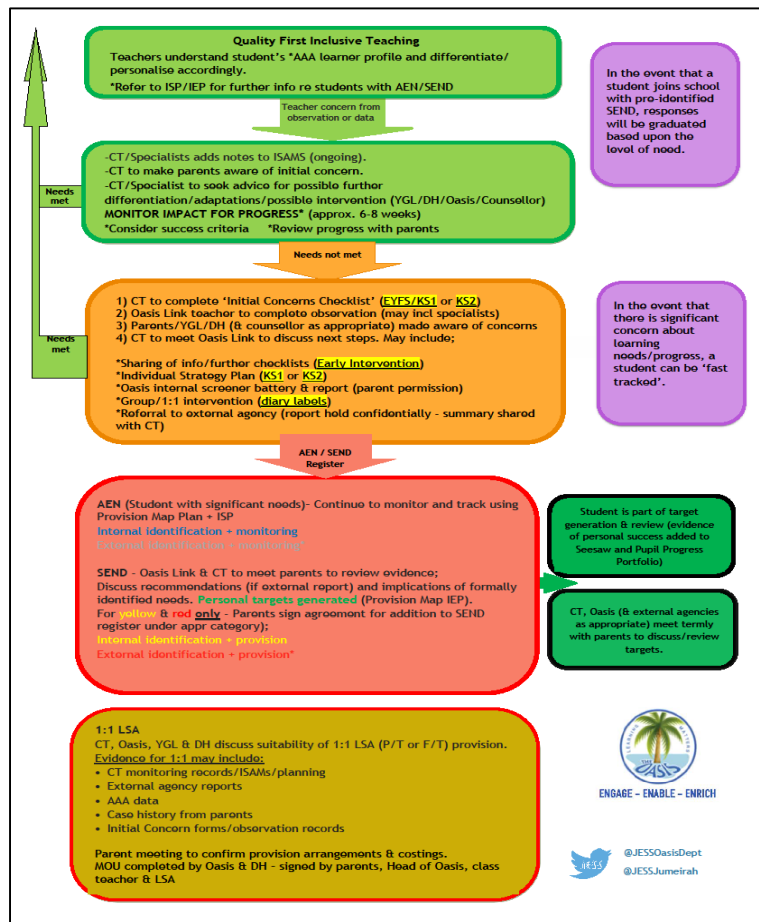 Quality First Inclusive Teaching
Teachers understand student's *AAA learner profile and differentiate/
personalise accordingly.
*Refer to ISP/IEP for further info re students with AEN/SEND
In the event that a
student joins school
with pre-identified
SEND, responses
will be graduated
based upon the
level of need.
Teacher concern from
observation or data
-CT/Specialists adds notes to ISAMS (ongoing).
-CT to make parents aware of initial concern.
-CT/Specialist to seek advice for possible further
differentiation/adaptations/possible intervention (YGL/DH/Oasis/Counsellor)
MONITOR IMPACT FOR PROGRESS* (approx. 6-8 weeks)
*Consider success criteria *Review progress with parents
Needs
met
Needs not met
1) CT to complete 'Initial Concerns Checklist' (EYFS/KS1 or KS2)
2) Oasis Link teacher to complete observation (may incl specialists)
3) Parents/YGL/DH (& counsellor as appropriate) made aware of concerns
4) CT to meet Oasis Link to discuss next steps. May include;
*Sharing of info/further checklists (Early Intervention)
*Individual Strategy Plan (KS1 or KS2)
*Oasis internal screener battery & report (parent permission)
*Group/1:1 intervention (diary labels)
*Referral to external agency (report held confidentially - summary shared
with CT)
Needs
met
In the event that
there is significant
concern about
learning
needs/progress, a
student can be 'fast
tracked'.
AEN / SEND
Register
AEN (Student with significant needs)- Continue to monitor and track using
Provision Map Plan + ISP
Internal identification + monitoring
External identification + monitoring*
SEND - Oasis Link & CT to meet parents to review evidence;
Discuss recommendations (if external report) and implications of formally
identified needs. Personal targets generated (Provision Map IEP).
For yellow & red only - Parents sign agreement for addition to SEND
register under appr category);
Internal identification + provision
External identification + provision*
Student is part of target
generation & review (evidence
of personal success added to
Seesaw and Pupil Progress
Portfolio)
CT, Oasis (& external agencies
as appropriate) meet termly
with parents to discuss/review
targets.
1:1 LSA
CT, Oasis, YGL & DH discuss suitability of 1:1 LSA (P/T or F/T) provision.
Evidence for 1:1 may include:
• CT monitoring records/ISAMs/planning
• External agency reports
• AAA data
• Case history from parents
• Initial Concern forms/observation records
Parent meeting to confirm provision arrangements & costings.
MOU completed by Oasis & DH - signed by parents, Head of Oasis, class
teacher & LSA
LEARNING MATTERS
THE OASIS
ENGAGE - ENABLE - ENRICH
JESS
@JESSOasisDept
@JESSJumeirah